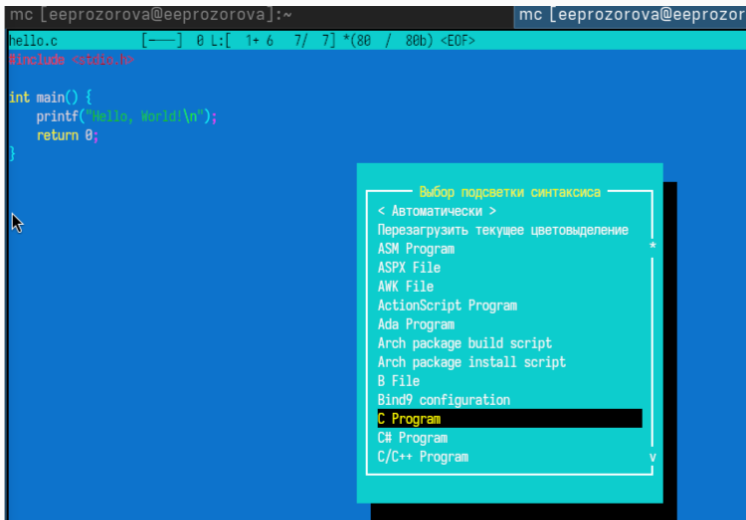 mc [eeprozorova@eeprozorova]:~
mc [eeprozorova@eeprozor
hello.c [----] 0 L:[ 1+ 6 7/ 7] *(80 / 80b) <EOF>
#include <stdio.h>
int main() {
printf("Hello, World!\n");
return 0;
}
Выбор подсветки синтаксиса
< Автоматически >
Перезагрузить текущее цветовыделение
ASM Program
ASPX File
AWK File
ActionScript Program
Ada Program
Arch package build script
Arch package install script
B File
Bind9 configuration
C Program
C# Program
C/C++ Program